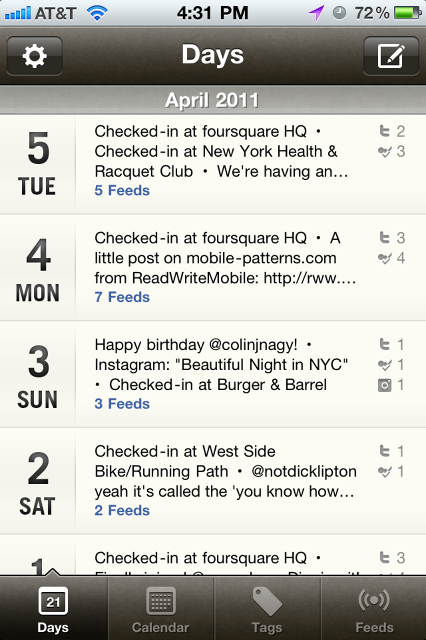 AT&T 4:31 PM 72%
Days
April 2011
5 TUE
Checked-in at foursquare HQ •
Checked-in at New York Health &
Racquet Club • We're having an...
5 Feeds
2
3
4 MON
Checked-in at foursquare HQ • A
little post on mobile-patterns.com
from ReadWriteMobile: http://rww....
7 Feeds
3
4
3 SUN
Happy birthday @colinjnagy! •
Instagram: "Beautiful Night in NYC"
• Checked-in at Burger & Barrel
3 Feeds
1
1
1
2 SAT
Checked-in at West Side
Bike/Running Path • @notdicklipton
yeah it's called the 'you know how...
2 Feeds
1
1
1
Checked-in at foursquare HQ •
3
21
Days
Calendar
Tags
Feeds